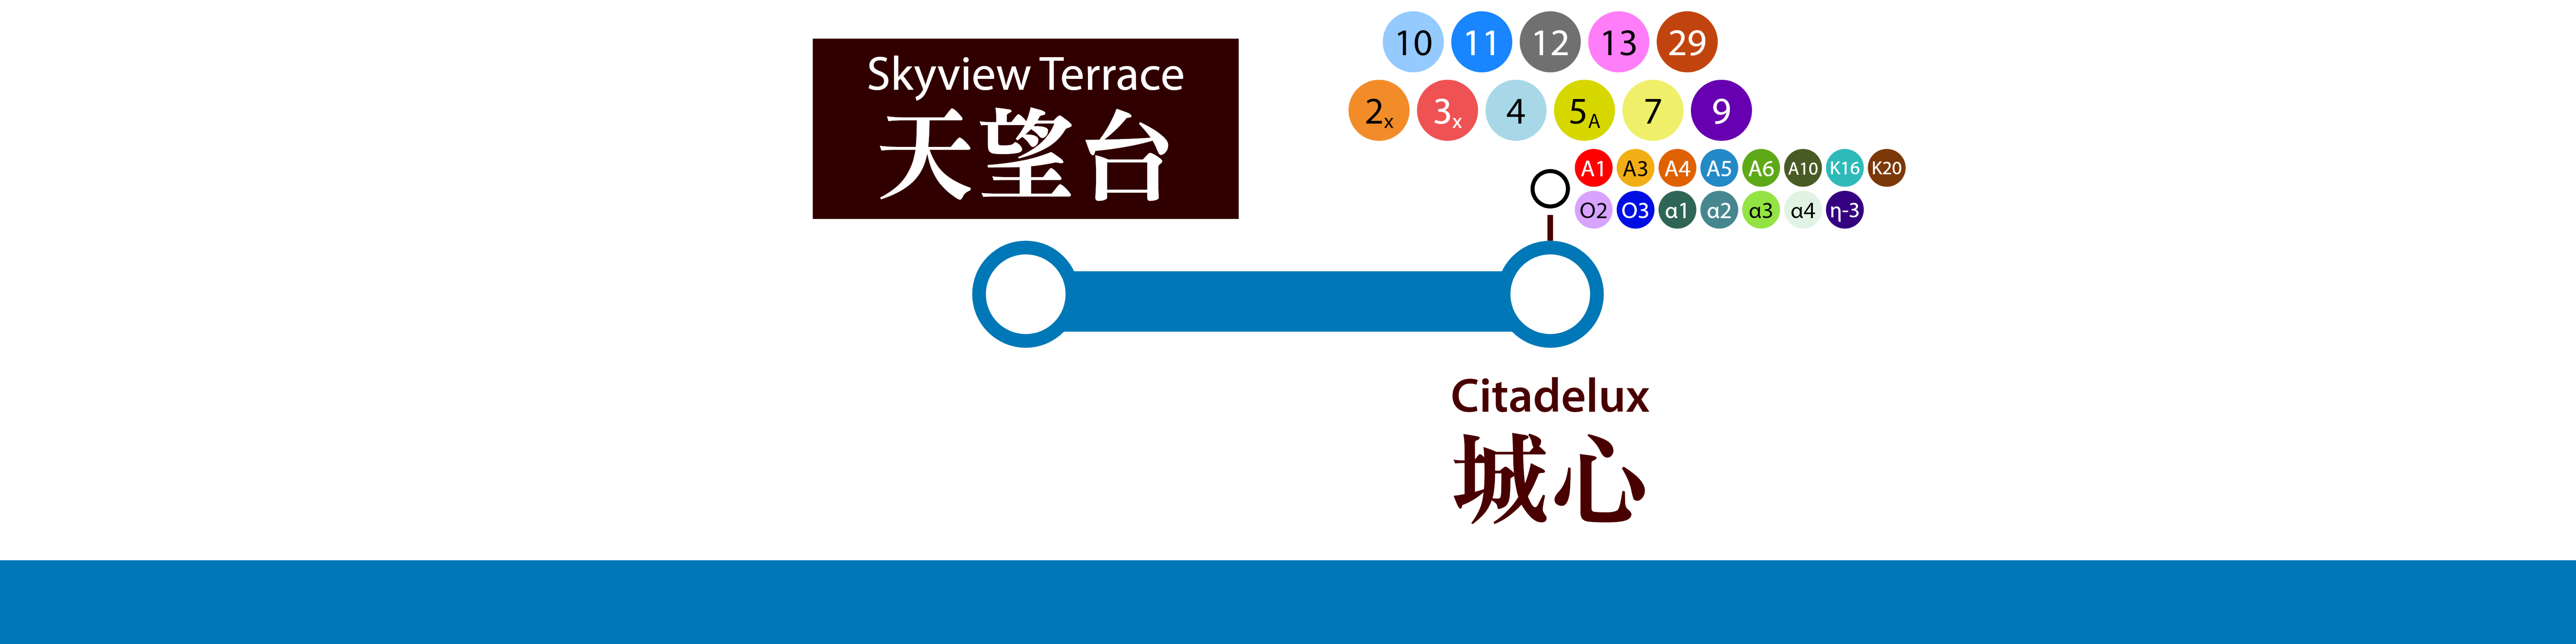 Skyview Terrace
天望台
10 11 12 13 29
2x 3x 4 5A 7 9
A1 A3 A4 A5 A6 A10 K16 K20
O2 O3 α1 α2 α3 α4 η-3
Citadelux
城心